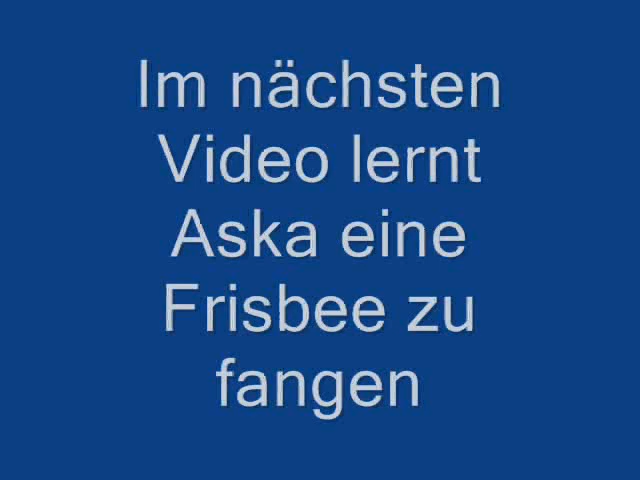 Im nächsten
Video lernt
Aska eine
Frisbee zu
fangen